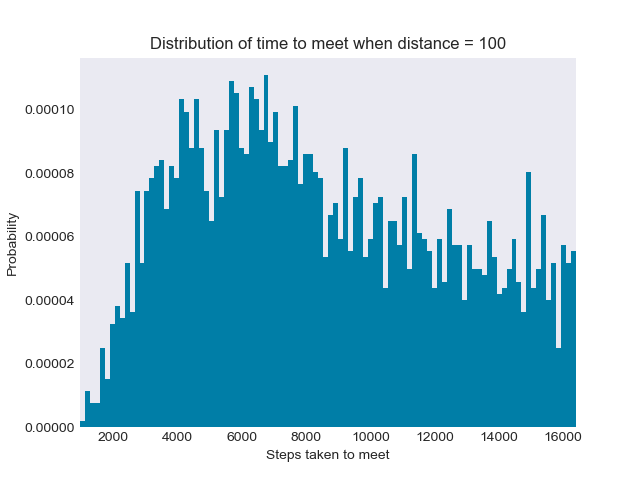 Distribution of time to meet when distance = 100
Probability
0.00010
0.00008
0.00006
0.00004
0.00002
0.00000
2000 4000 6000 8000 10000 12000 14000 16000
Steps taken to meet